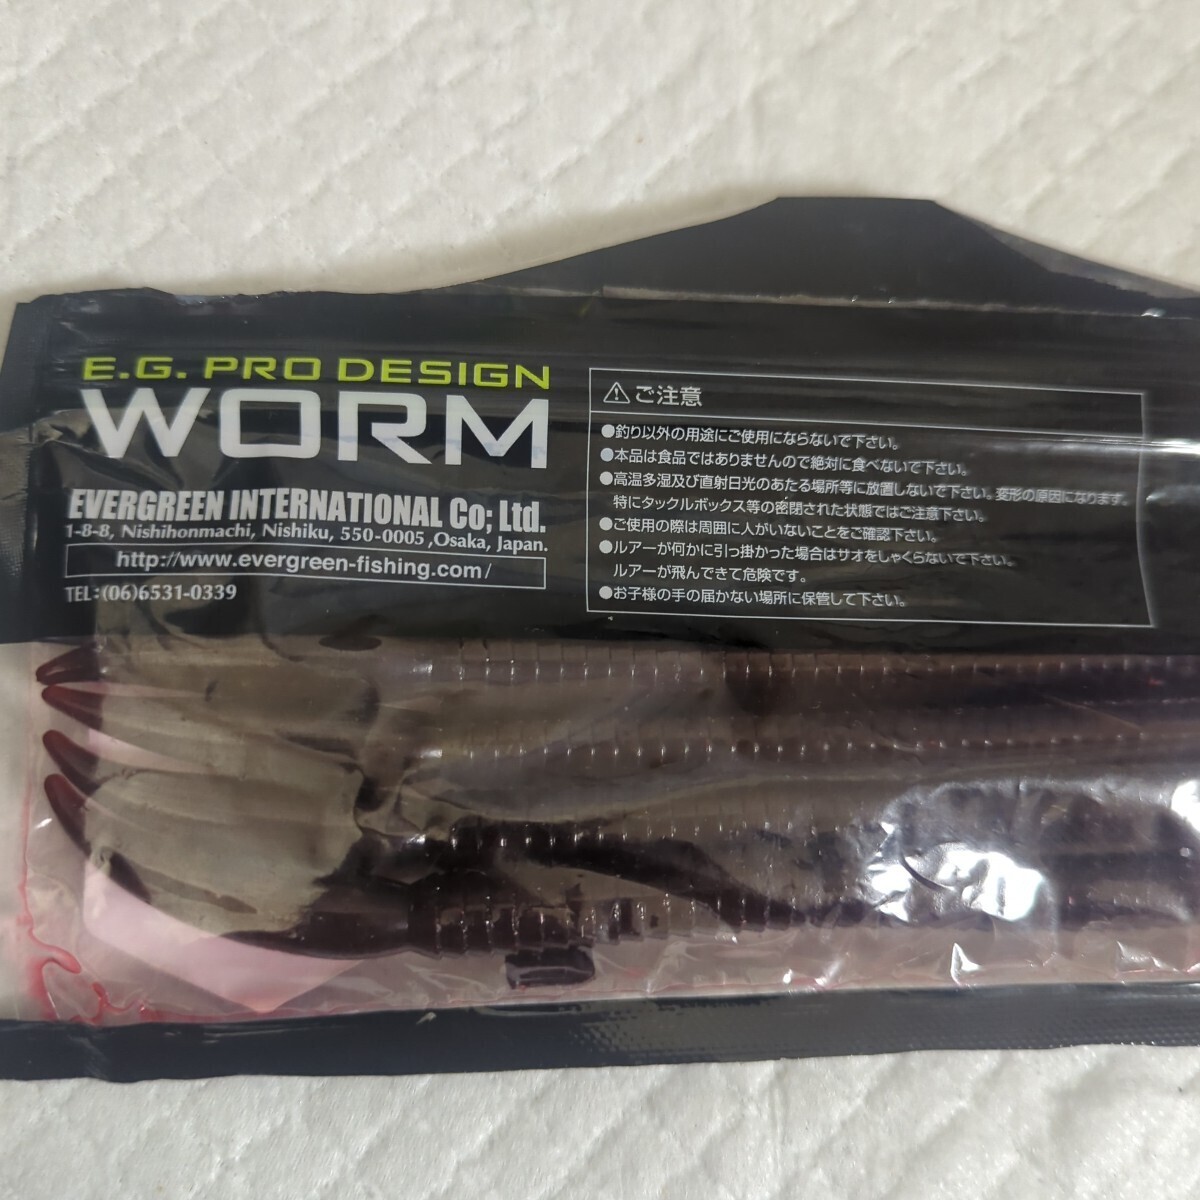 E.G. PRO DESIGN
WORM
EVERGREEN INTERNATIONAL Co; Ltd.
1-8-8, Nishihonmachi, Nishiku, 550-0005 ,Osaka, Japan.
http://www.evergreen-fishing.com/
TEL:(06)6531-0339
⚠ご注意
●釣り以外の用途にご使用にならないで下さい。
●本品は食品ではありませんので絶対に食べないで下さい。
●高温多湿及び直射日光のあたる場所等に放置しないで下さい。変形の原因になります。
特にタックルボックス等の密閉された状態ではご注意下さい。
●ご使用の際は周囲に人がいないことをご確認下さい。
●ルアーが何かに引っ掛かった場合はサオをしゃくらないで下さい。
ルアーが飛んできて危険です。
●お子様の手の届かない場所に保管して下さい。